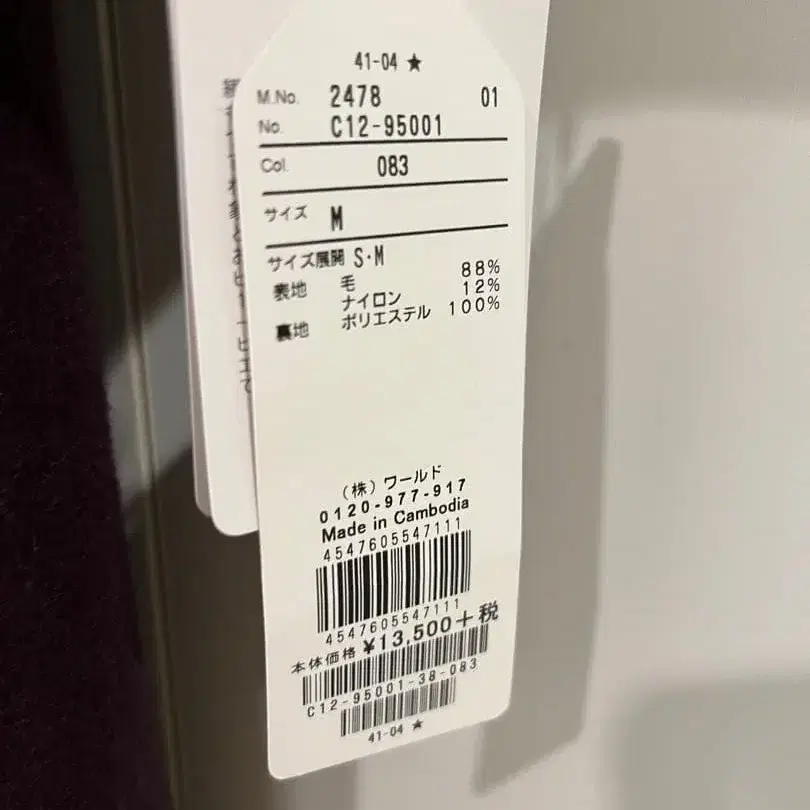 41-04 ★
M.No. 2478 01
No. C12-95001
Col. 083
サイズ M
サイズ展開 S・M
表地 毛 88%
ナイロン 12%
裏地 ポリエステル 100%
(株)ワールド
0120-977-917
Made in Cambodia
4547605547111
4547605547111
本体価格 ¥13,500+税
C12-95001-38-083
41-04 ★